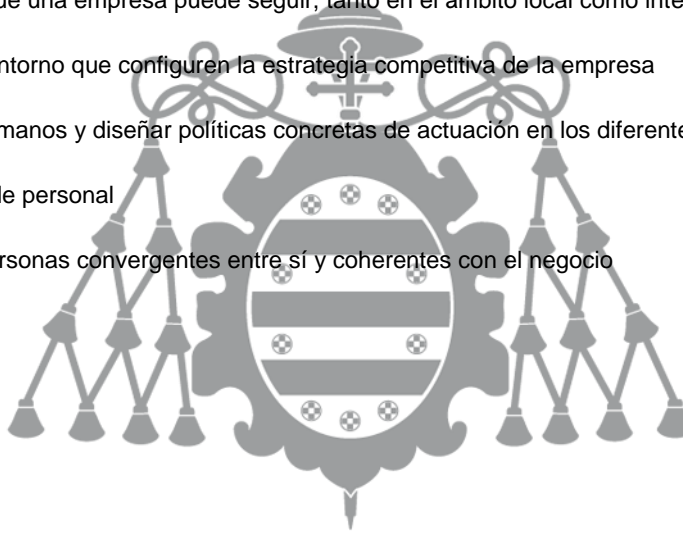 de una empresa puede seguir, tanto en el ámbito local como inte
ntorno que configuren la estrategia competitiva de la empresa
manos y diseñar políticas concretas de actuación en los diferente
de personal
rsonas convergentes entre sí y coherentes con el negocio